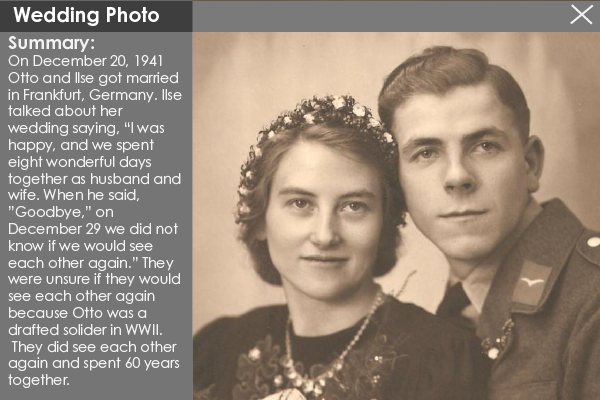 Wedding Photo
Summary:
On December 20, 1941
Otto and Ilse got married
in Frankfurt, Germany. Ilse
talked about her
wedding saying, “I was
happy, and we spent
eight wonderful days
together as husband and
wife. When he said,
”Goodbye,” on
December 29 we did not
know if we would see
each other again.” They
were unsure if they would
see each other again
because Otto was a
drafted solider in WWII.
They did see each other
again and spent 60 years
together.